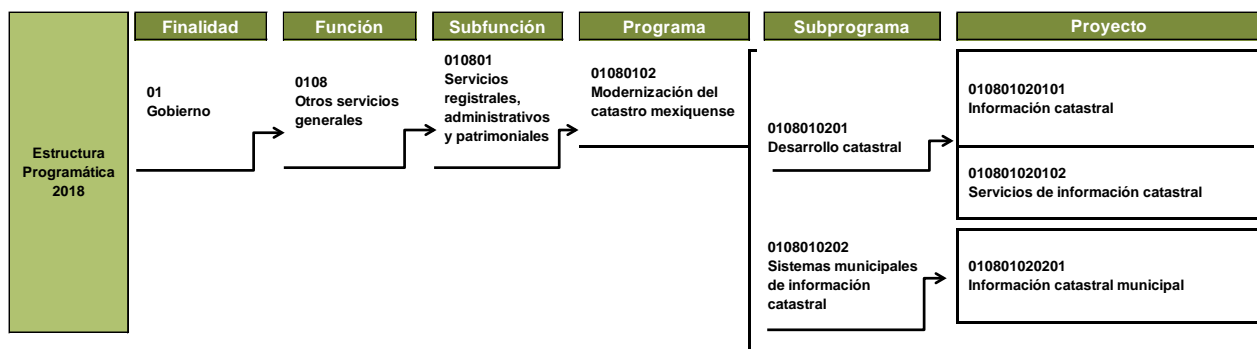 Finalidad
Función
Subfunción
Programa
Subprograma
Proyecto
Estructura
Programática
2018
01
Gobierno
0108
Otros servicios
generales
010801
Servicios
registrales,
administrativos
y patrimoniales
01080102
Modernización del
catastro mexiquense
0108010201
Desarrollo catastral
010801020101
Información catastral
010801020102
Servicios de información catastral
0108010202
Sistemas municipales
de información
catastral
010801020201
Información catastral municipal